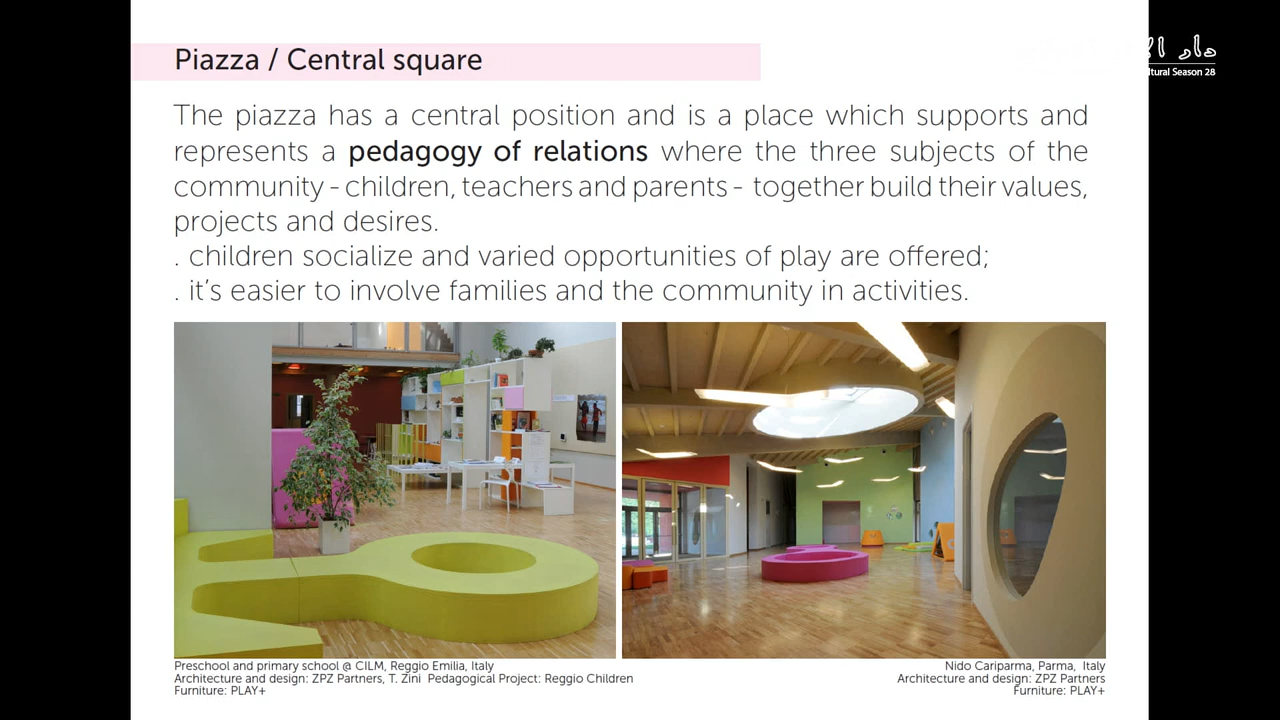 Piazza / Central square
دار
ltural Season 28
The piazza has a central position and is a place which supports and
represents a pedagogy of relations where the three subjects of the
community - children, teachers and parents - together build their values,
projects and desires.
. children socialize and varied opportunities of play are offered;
. it's easier to involve families and the community in activities.
Preschool and primary school @ CILM, Reggio Emilia, Italy
Architecture and design: ZPZ Partners, T. Zini Pedagogical Project: Reggio Children
Furniture: PLAY+
Nido Cariparma, Parma, Italy
Architecture and design: ZPZ Partners
Furniture: PLAY+